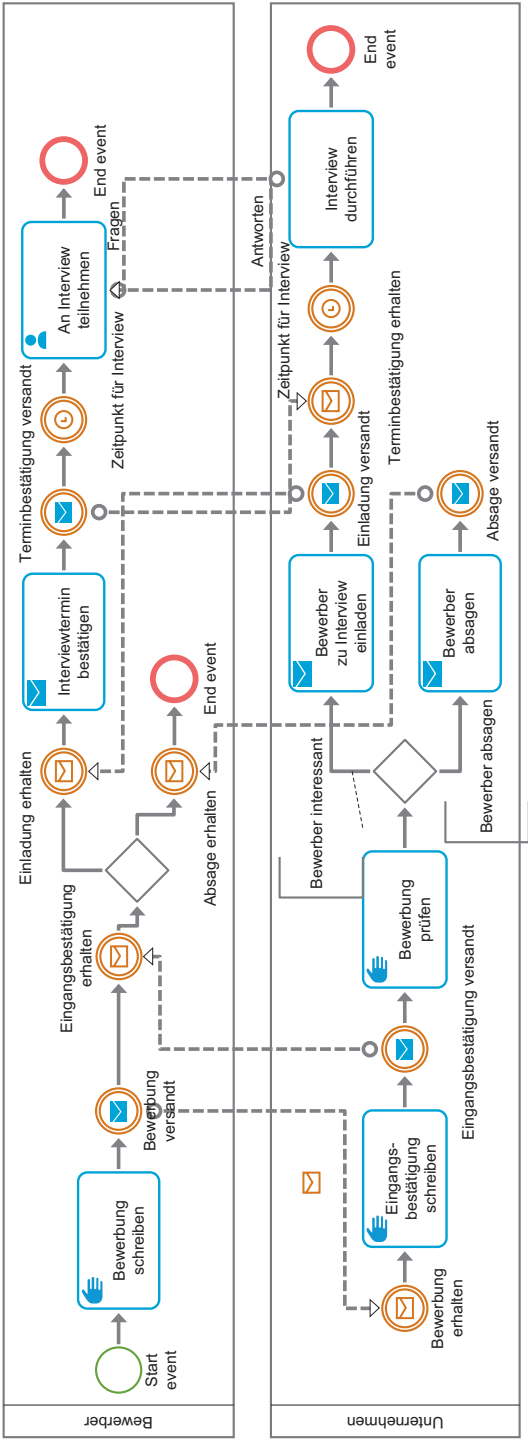 Bewerber
Start
event
Bewerbung
schreiben
Bewerbung
versandt
Eingangsbestätigung
erhalten
Einladung erhalten
Absage erhalten
End event
Interviewtermin
bestätigen
Terminbestätigung versandt
Zeitpunkt für Interview
An Interview
teilnehmen
End event
Fragen
Antworten
Unternehmen
Bewerbung
erhalten
Eingangs-
bestätigung
schreiben
Eingangsbestätigung versandt
Bewerbung
prüfen
Bewerber interessant
Bewerber absagen
Bewerber
zu Interview
einladen
Einladung versandt
Bewerber
absagen
Absage versandt
Terminbestätigung erhalten
Zeitpunkt für Interview
Interview
durchführen
End
event